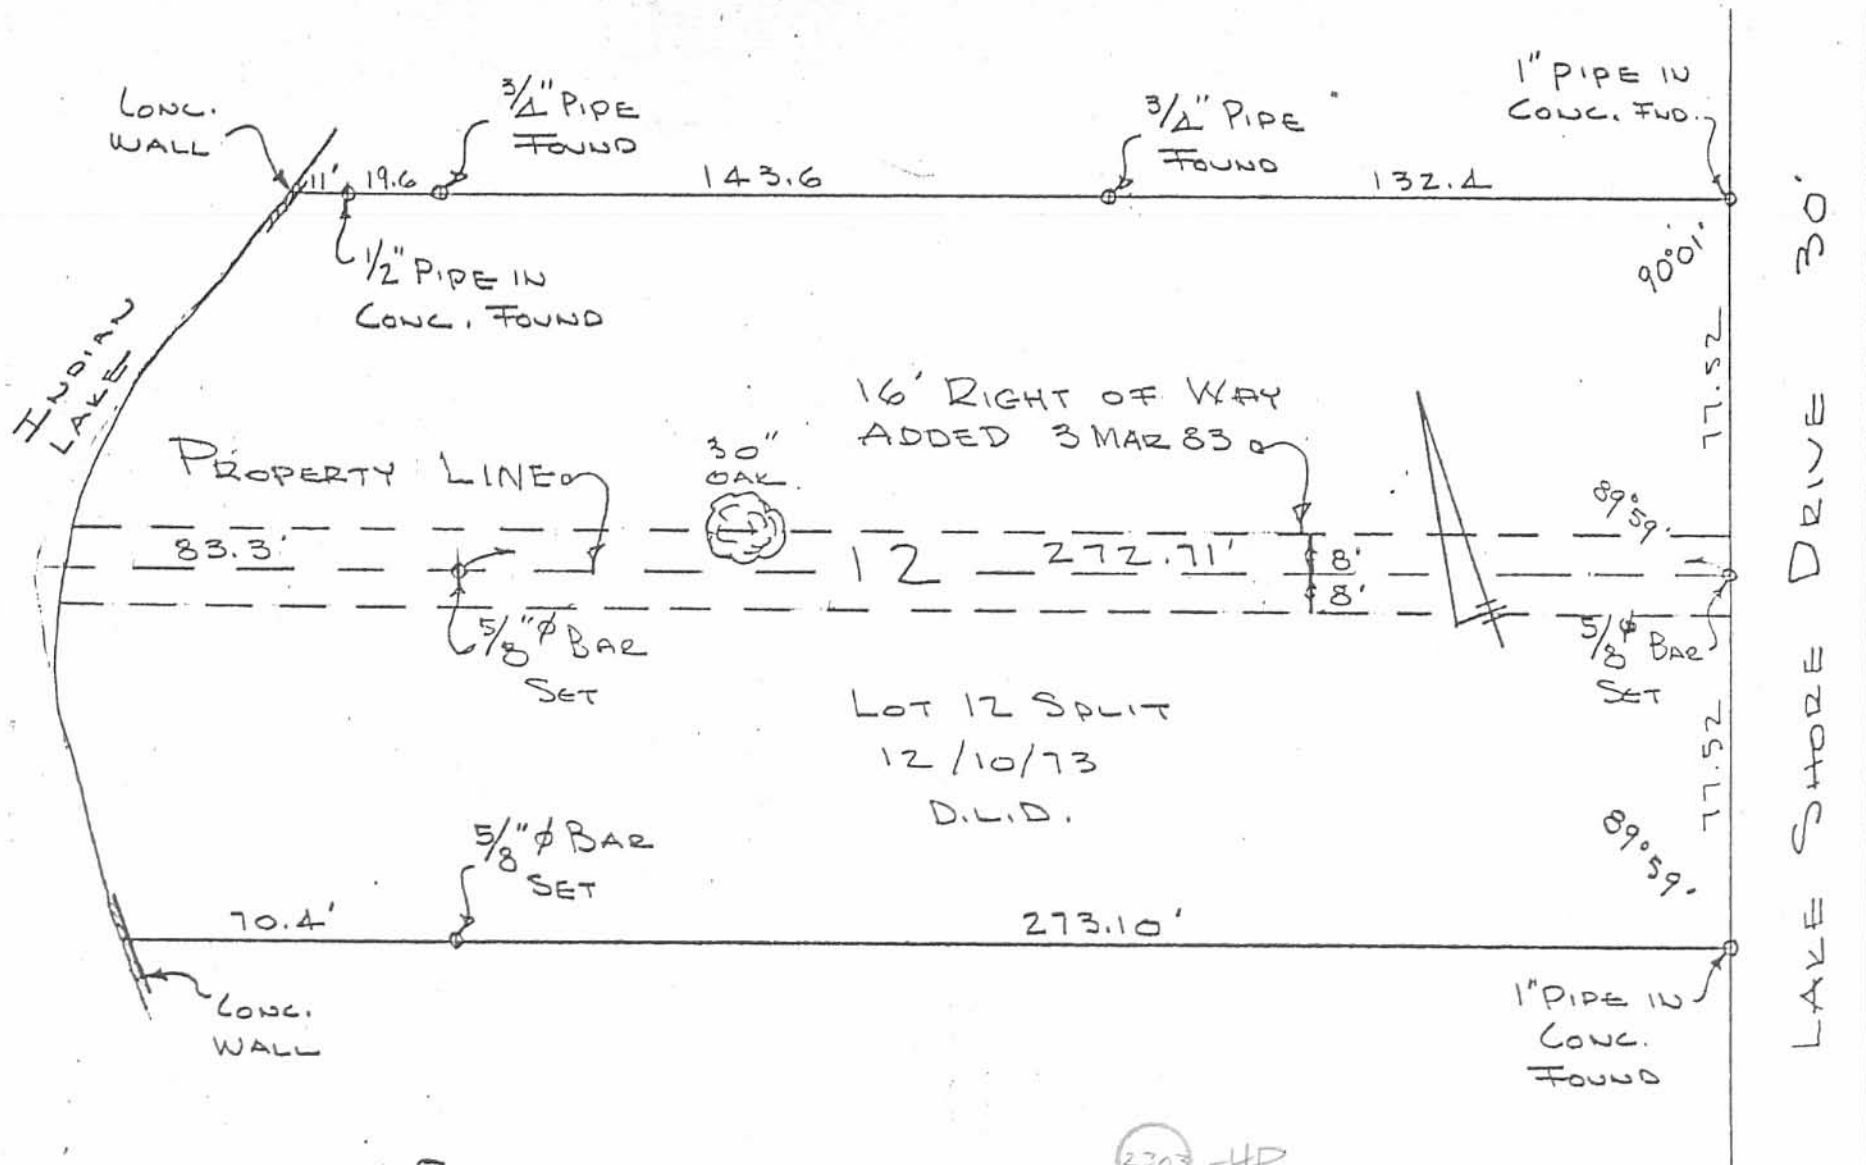 CONC.
WALL
3/4" PIPE
FOUND
3/4" PIPE
FOUND
1" PIPE IN
CONC. FND.
11'
19.6
143.6
132.4
1/2" PIPE IN
CONC. FOUND
90°01'
30'
77.52
INDIAN
LAKE
16' RIGHT OF WAY
ADDED 3 MAR 83
PROPERTY LINE
30"
OAK
89°59'
83.3'
12
272.71'
8'
8'
5/8"ϕ BAR
SET
5/8ϕ BAR
SET
LOT 12 SPLIT
12/10/73
D.L.D.
77.52
LAKE SHORE DRIVE
89°59'
5/8"ϕ BAR
SET
70.4'
273.10'
CONC.
WALL
1" PIPE IN
CONC.
FOUND